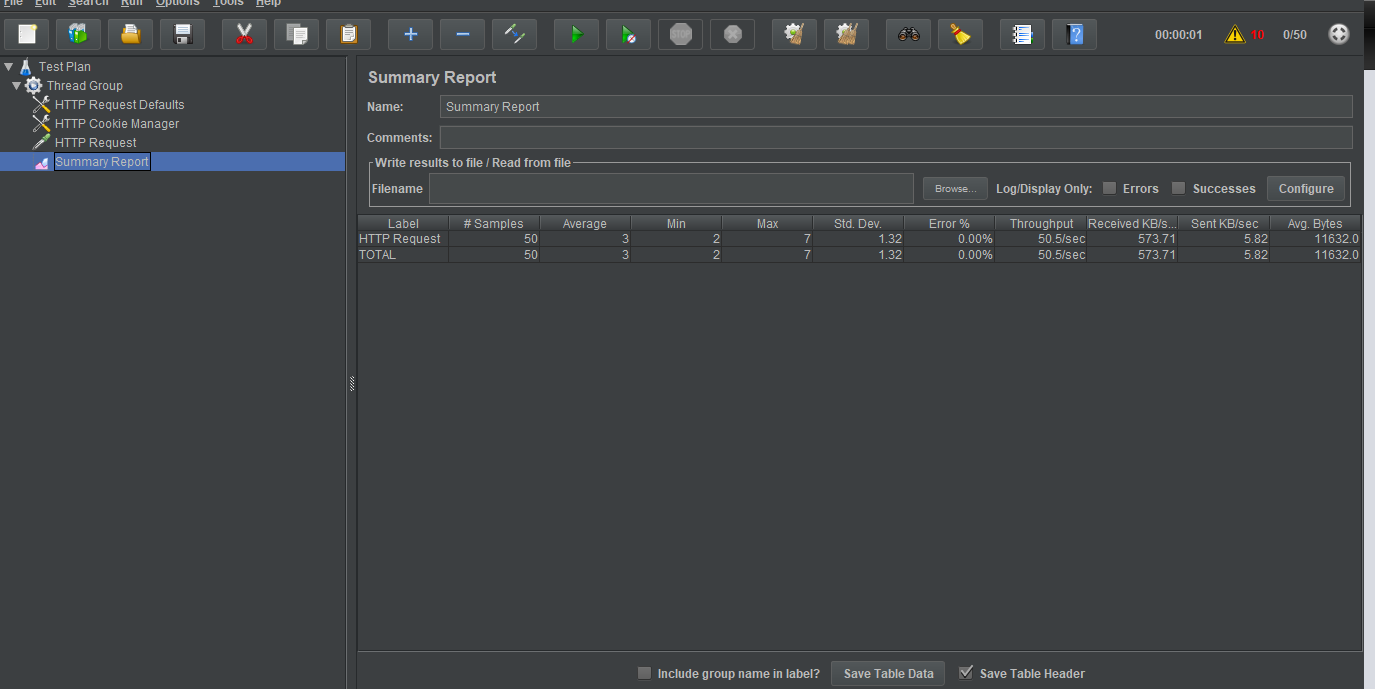 File Edit Search Run Options Tools Help
STOP
00:00:01 10 0/50
Test Plan
Thread Group
HTTP Request Defaults
HTTP Cookie Manager
HTTP Request
Summary Report
Summary Report
Name: Summary Report
Comments:
Write results to file / Read from file
Filename Browse... Log/Display Only: Errors Successes Configure
Label # Samples Average Min Max Std. Dev. Error % Throughput Received KB/s... Sent KB/sec Avg. Bytes
HTTP Request 50 3 2 7 1.32 0.00% 50.5/sec 573.71 5.82 11632.0
TOTAL 50 3 2 7 1.32 0.00% 50.5/sec 573.71 5.82 11632.0
Include group name in label? Save Table Data Save Table Header